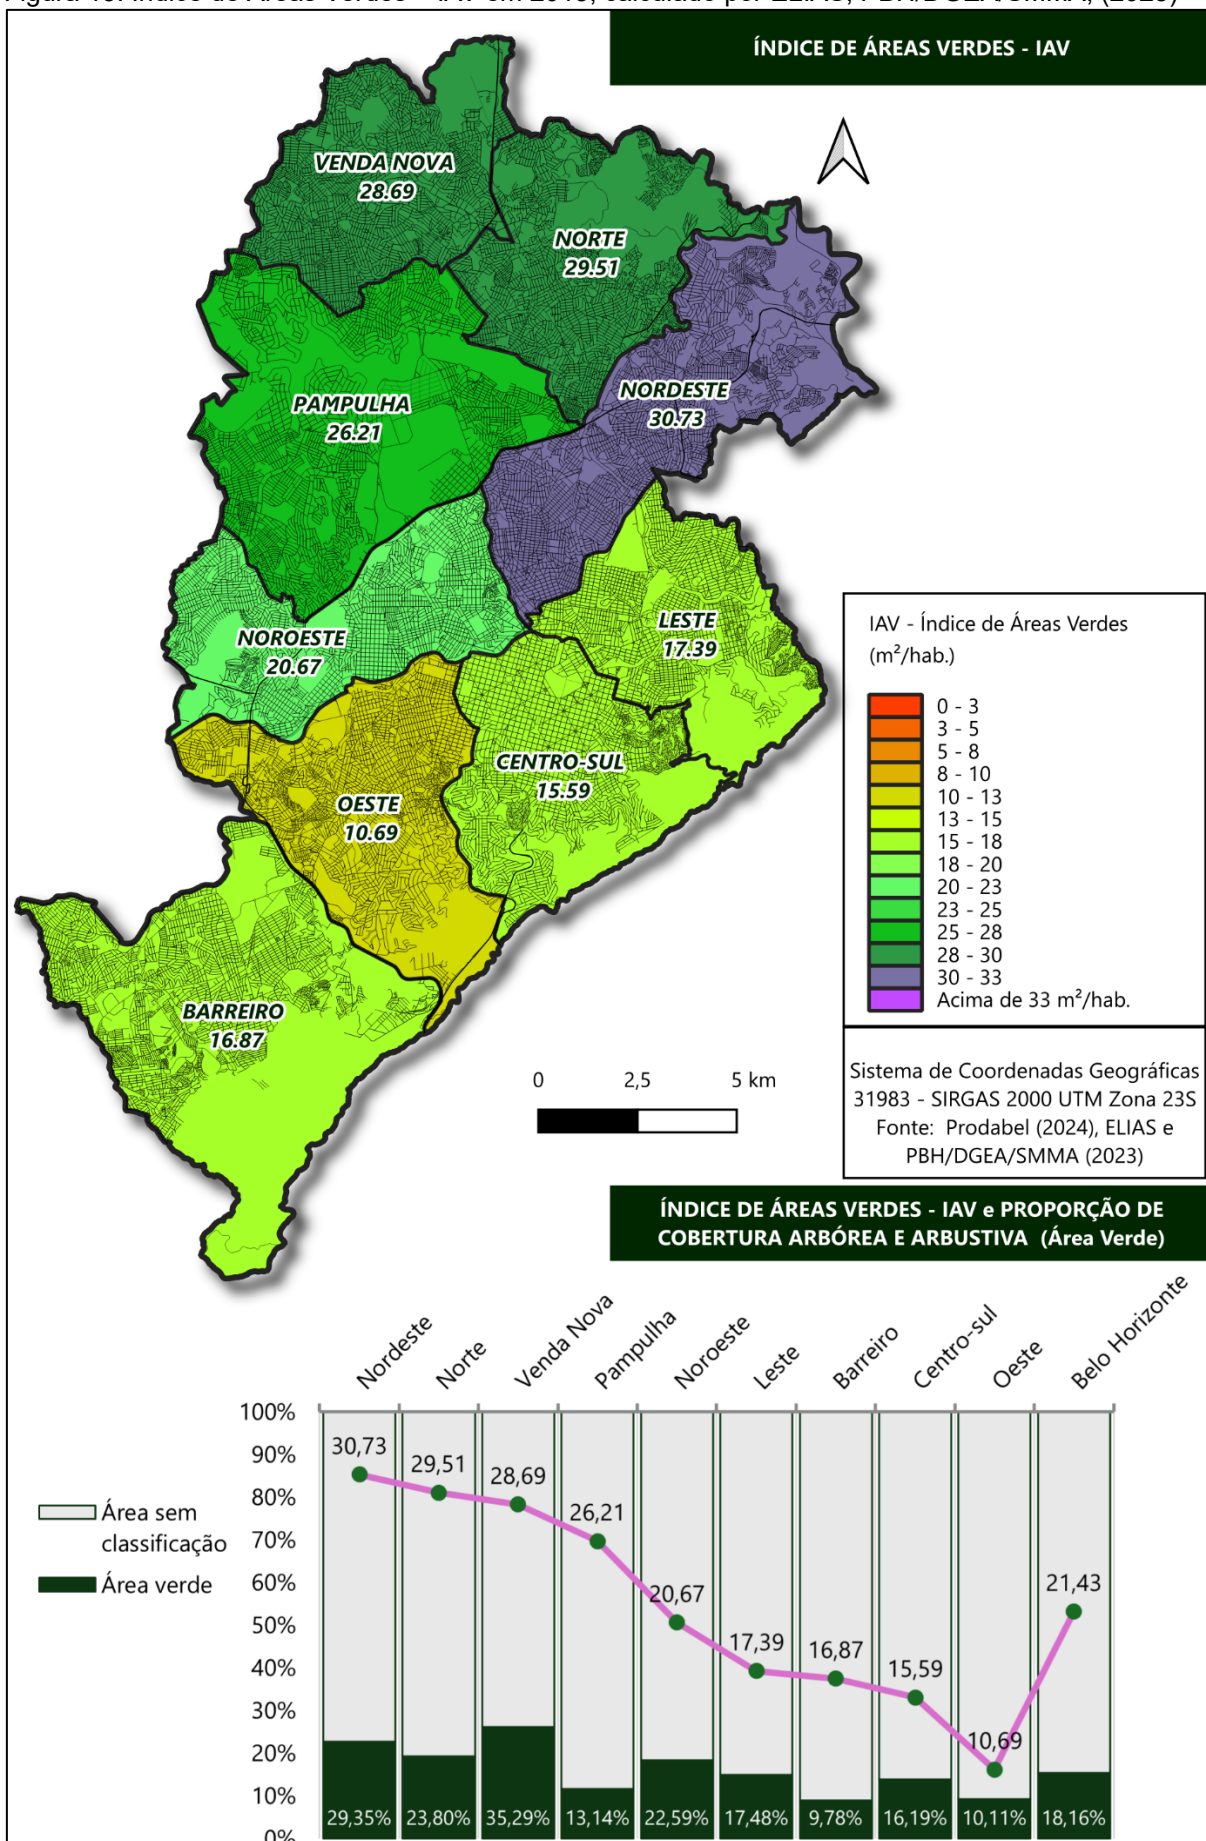 ÍNDICE DE ÁREAS VERDES - IAV
VENDA NOVA
28.69
NORTE
29.51
NORDESTE
30.73
PAMPULHA
26.21
NOROESTE
20.67
LESTE
17.39
CENTRO-SUL
15.59
OESTE
10.69
BARREIRO
16.87
IAV - Índice de Áreas Verdes
(m²/hab.)
0 - 3
3 - 5
5 - 8
8 - 10
10 - 13
13 - 15
15 - 18
18 - 20
20 - 23
23 - 25
25 - 28
28 - 30
30 - 33
Acima de 33 m²/hab.
0 2,5 5 km
Sistema de Coordenadas Geográficas
31983 - SIRGAS 2000 UTM Zona 23S
Fonte: Prodabel (2024), ELIAS e
PBH/DGEA/SMMA (2023)
ÍNDICE DE ÁREAS VERDES - IAV e PROPORÇÃO DE
COBERTURA ARBÓREA E ARBUSTIVA (Área Verde)
Nordeste
Norte
Venda Nova
Pampulha
Noroeste
Leste
Barreiro
Centro-sul
Oeste
Belo Horizonte
100%
90%
80%
70%
60%
50%
40%
30%
20%
10%
0%
Área sem
classificação
Área verde
30,73
29,51
28,69
26,21
20,67
17,39
16,87
15,59
10,69
21,43
29,35%
23,80%
35,29%
13,14%
22,59%
17,48%
9,78%
16,19%
10,11%
18,16%